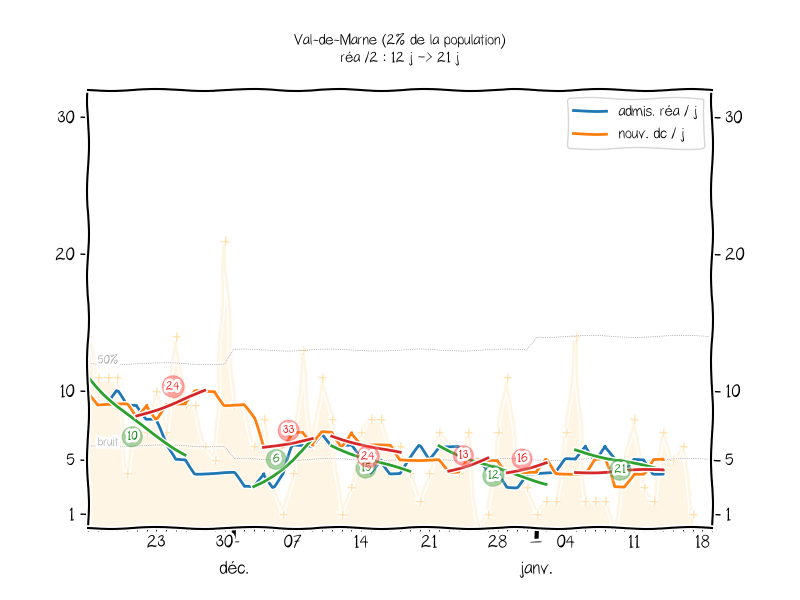 Val-de-Marne (2% de la population)
réa /2 : 12 j -> 21 j
admis. réa / j
nouv. dc / j
30 30
20 20
50%
10 10
24
10
33
bruit
6
24
15
13
12
16
21
5 5
1 1
23 30 07 14 21 28 04 11 18
déc. janv.